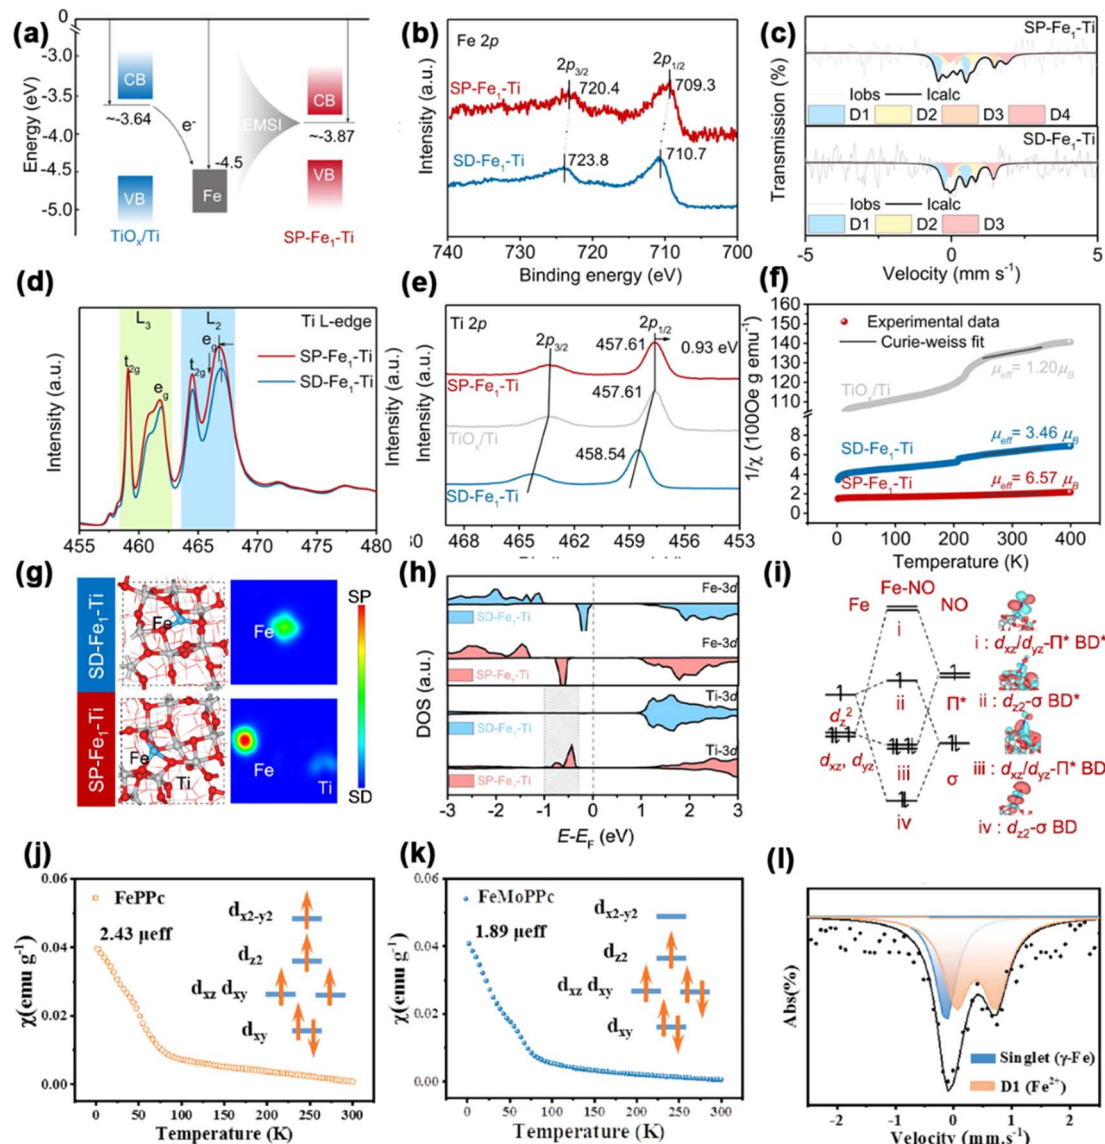 (a)
0
-3.0
-3.5
-4.0
-4.5
-5.0
Energy (eV)
CB
~-3.64
e⁻
-4.5
EMSI
CB
~-3.87
VB
Fe
VB
TiOₓ/Ti
SP-Fe₁-Ti
(b)
Fe 2p
2p3/2
2p1/2
SP-Fe₁-Ti
720.4
709.3
723.8
710.7
SD-Fe₁-Ti
Intensity (a.u.)
740 730 720 710 700
Binding energy (eV)
(c)
SP-Fe₁-Ti
Iobs Icalc
D1 D2 D3 D4
SD-Fe₁-Ti
Iobs Icalc
D1 D2 D3
Transmission (%)
-5 0 5
Velocity (mm s⁻¹)
(d)
L₃
L₂
Ti L-edge
t2g
eg
t2g
eg
SP-Fe₁-Ti
SD-Fe₁-Ti
Intensity (a.u.)
455 460 465 470 475 480
(e)
Ti 2p
2p3/2
2p1/2
457.61
0.93 eV
SP-Fe₁-Ti
457.61
TiOₓ/Ti
458.54
SD-Fe₁-Ti
Intensity (a.u.)
468 465 462 459 456 453
(f)
160
150
140
130
120
110
8
6
4
2
0
1/χ (1000Oe g emu⁻¹)
Experimental data
Curie-weiss fit
μeff= 1.20μB
TiOₓ/Ti
μeff= 3.46 μB
SD-Fe₁-Ti
SP-Fe₁-Ti
μeff= 6.57 μB
0 100 200 300 400
Temperature (K)
(g)
SD-Fe₁-Ti
Fe
Fe
SP
SP-Fe₁-Ti
Fe
Ti
Fe
Ti
SD
(h)
Fe-3d
SD-Fe₁-Ti
Fe-3d
SP-Fe₁-Ti
Ti-3d
SD-Fe₁-Ti
Ti-3d
SP-Fe₁-Ti
DOS (a.u.)
-3 -2 -1 0 1 2 3
E-EF (eV)
(i)
Fe-NO
Fe
NO
i
ii
Π*
dz²
dxz, dyz
iii
σ
iv
i : dxz/dyz-Π* BD*
ii : dz2-σ BD*
iii : dxz/dyz-Π* BD
iv : dz2-σ BD
(j)
0.06
0.04
0.02
0.00
χ(emu g⁻¹)
FePPc
2.43 μeff
dx2-y2
dz2
dxz dxy
dxy
0 50 100 150 200 250 300
Temperature (K)
(k)
0.06
0.04
0.02
0.00
χ(emu g⁻¹)
FeMoPPc
1.89 μeff
dx2-y2
dz2
dxz dxy
dxy
0 50 100 150 200 250 300
Temperature (K)
(l)
Abs(%)
Singlet (γ-Fe)
D1 (Fe²⁺)
-2 -1 0 1 2
Velocity (mm.s⁻¹)